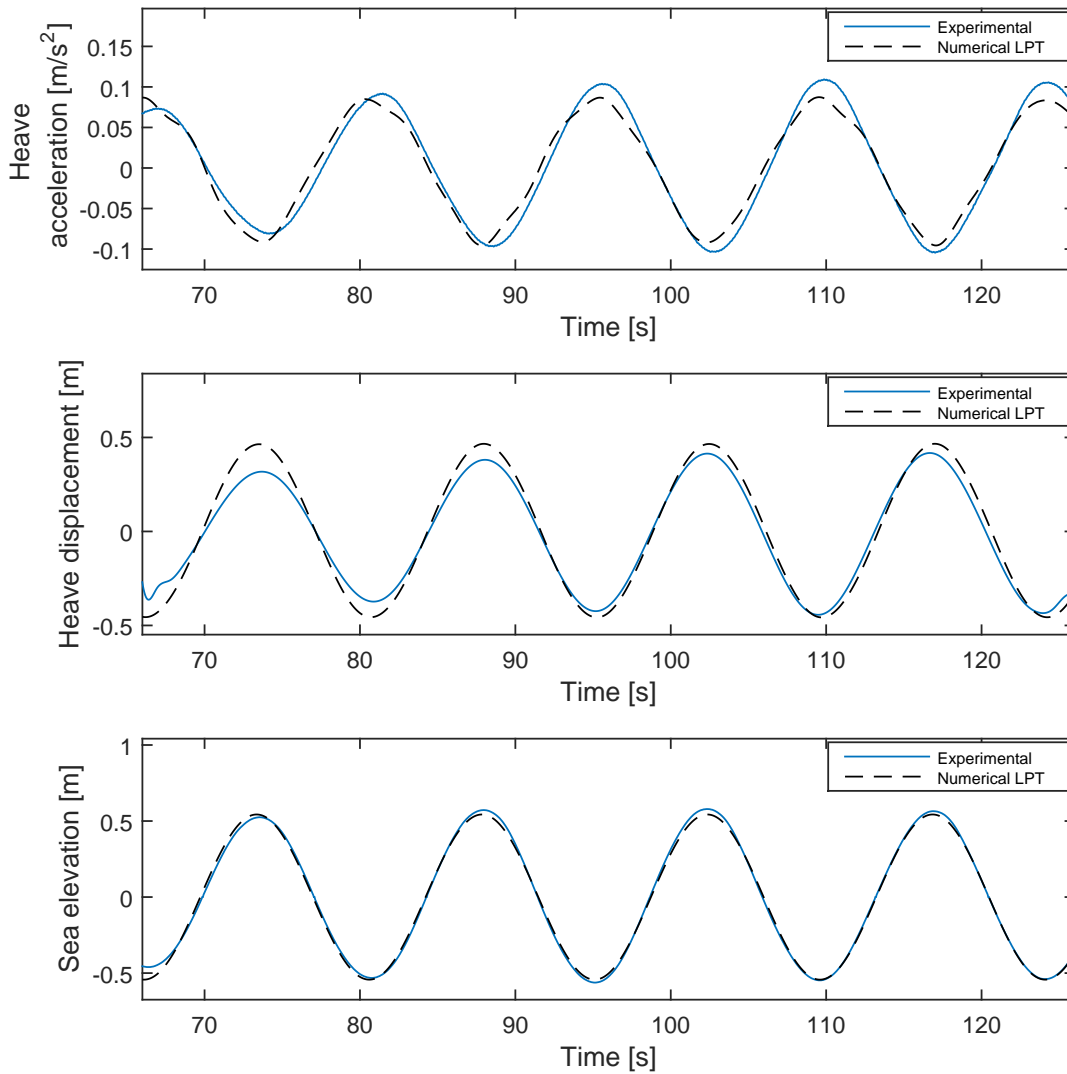 Heave
acceleration [m/s²]
0.15
0.1
0.05
0
-0.05
-0.1
Experimental
Numerical LPT
70 80 90 100 110 120
Time [s]
Heave displacement [m]
0.5
0
-0.5
Experimental
Numerical LPT
70 80 90 100 110 120
Time [s]
Sea elevation [m]
1
0.5
0
-0.5
Experimental
Numerical LPT
70 80 90 100 110 120
Time [s]